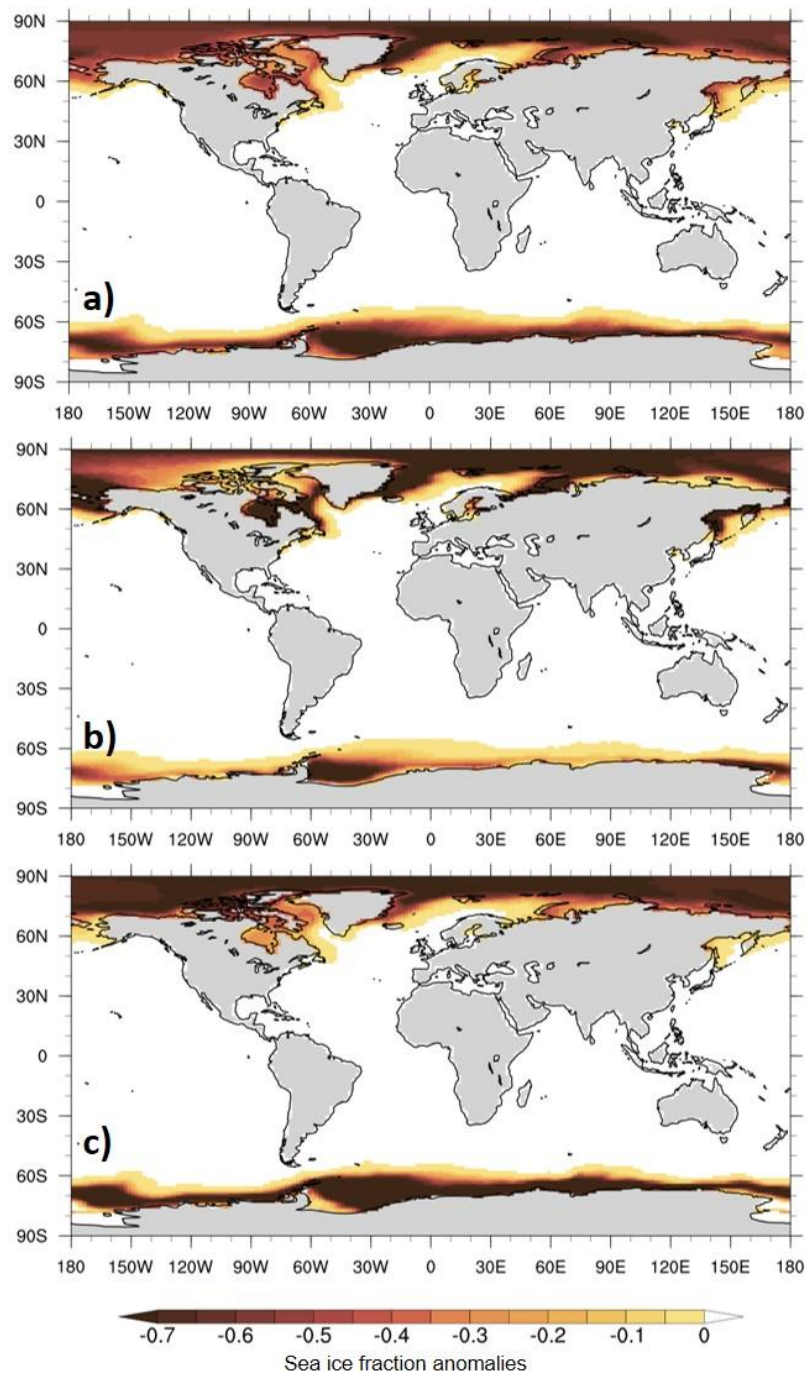 90N
60N
30N
0
30S
60S
90S
a)
180 150W 120W 90W 60W 30W 0 30E 60E 90E 120E 150E 180
90N
60N
30N
0
30S
60S
90S
b)
180 150W 120W 90W 60W 30W 0 30E 60E 90E 120E 150E 180
90N
60N
30N
0
30S
60S
90S
c)
180 150W 120W 90W 60W 30W 0 30E 60E 90E 120E 150E 180
-0.7 -0.6 -0.5 -0.4 -0.3 -0.2 -0.1 0
Sea ice fraction anomalies